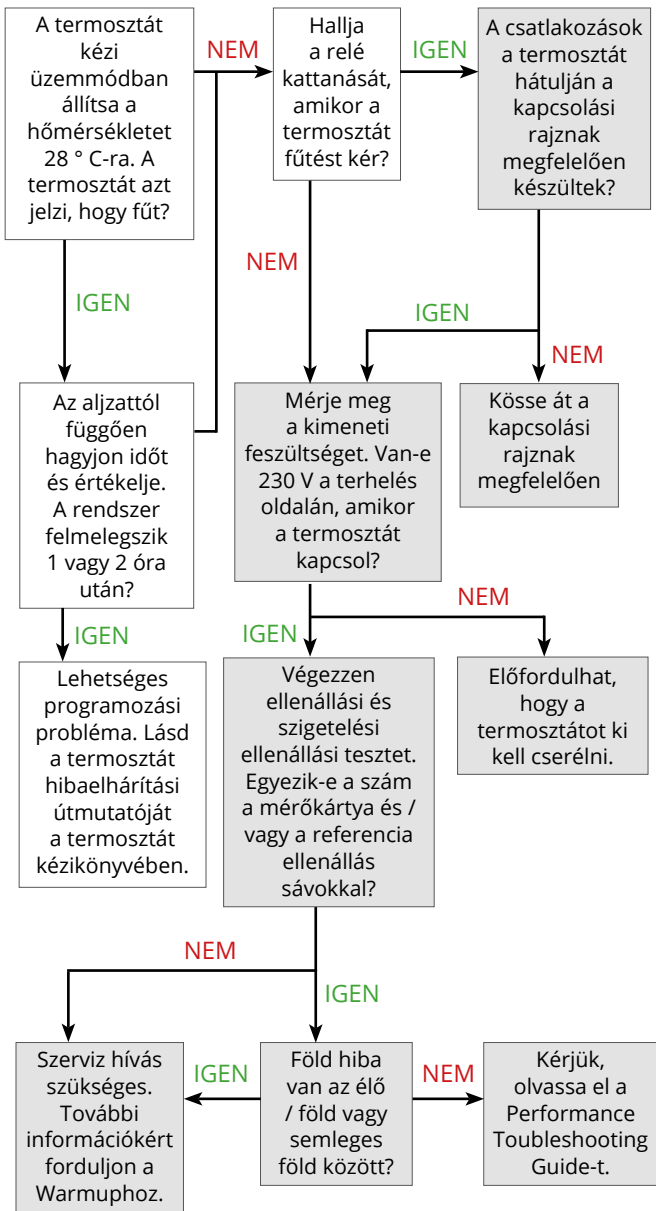 A termosztát
kézi
üzemmódban
állítsa a
hőmérsékletet
28 ° C-ra. A
termosztát azt
jelzi, hogy fűt?
NEM
Hallja
a relé
kattanását,
amikor a
termosztát
fűtést kér?
IGEN
A csatlakozások
a termosztát
hátulján a
kapcsolási
rajznak
megfelelően
készültek?
IGEN
NEM
IGEN
NEM
Az aljzattól
függően
hagyjon időt
és értékelje.
A rendszer
felmelegszik
1 vagy 2 óra
után?
Mérje meg
a kimeneti
feszültséget. Van-e
230 V a terhelés
oldalán, amikor
a termosztát
kapcsol?
Kösse át a
kapcsolási
rajznak
megfelelően
IGEN
IGEN
NEM
Lehetséges
programozási
probléma. Lásd
a termosztát
hibaelhárítási
útmutatóját
a termosztát
kézikönyvében.
Végezzen
ellenállási és
szigetelési
ellenállási tesztet.
Egyezik-e a szám
a mérőkártya és /
vagy a referencia
ellenállás
sávokkal?
Előfordulhat,
hogy a
termosztátot ki
kell cserélni.
NEM
IGEN
Szerviz hívás
szükséges.
További
információkért
forduljon a
Warmuphoz.
IGEN
Föld hiba
van az élő
/ föld vagy
semleges
föld között?
NEM
Kérjük,
olvassa el a
Performance
Toubleshooting
Guide-t.